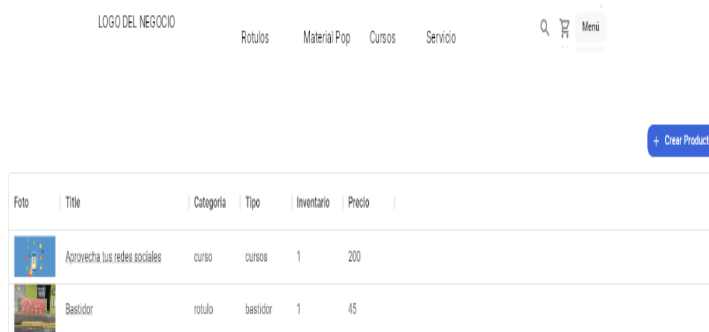 LOGO DEL NEGOCIO
Rotulos Material Pop Cursos Servicio
Menú
+ Crear Product
Foto Title Categoria Tipo Inventario Precio
Aprovecha tus redes sociales curso cursos 1 200
Bastidor rotulo bastidor 1 45